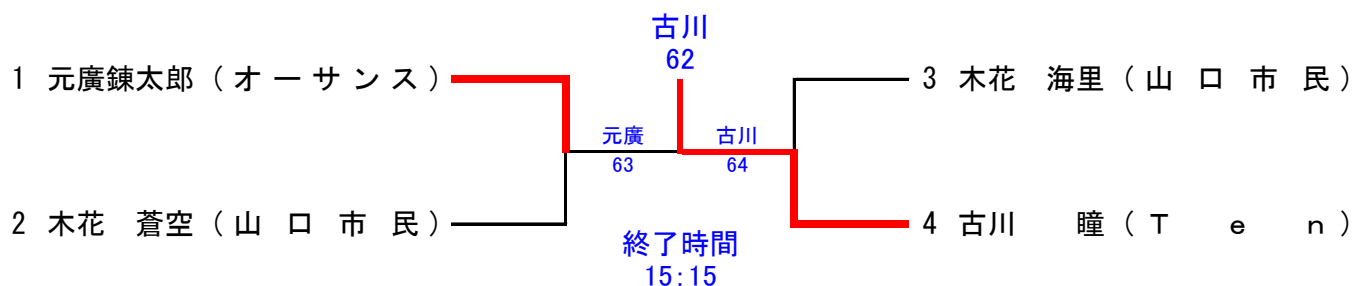 古川
62
1 元廣錬太郎 ( オーサンス )
3 木花 海里 ( 山口市民 )
元廣
63
古川
64
2 木花 蒼空 ( 山口市民 )
4 古川 瞳 ( Ten )
終了時間
15:15